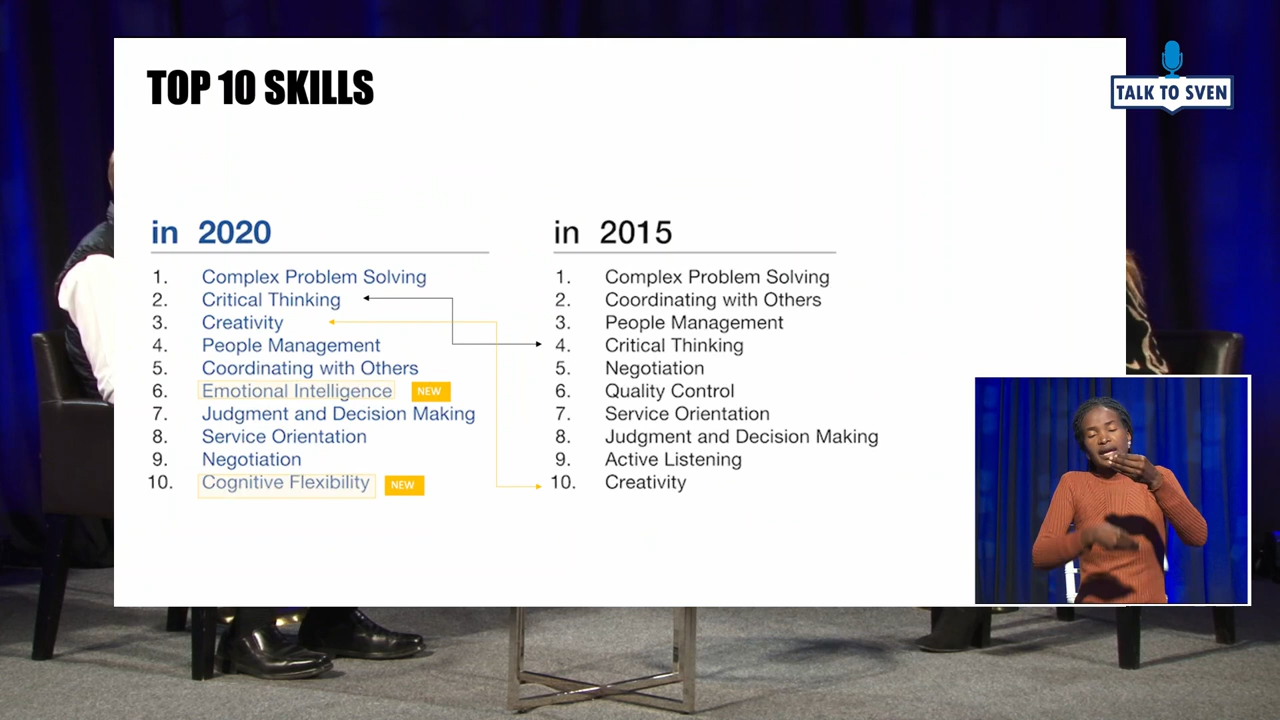 TOP 10 SKILLS
TALK TO SVEN
in 2020
1. Complex Problem Solving
2. Critical Thinking
3. Creativity
4. People Management
5. Coordinating with Others
6. Emotional Intelligence NEW
7. Judgment and Decision Making
8. Service Orientation
9. Negotiation
10. Cognitive Flexibility NEW
in 2015
1. Complex Problem Solving
2. Coordinating with Others
3. People Management
4. Critical Thinking
5. Negotiation
6. Quality Control
7. Service Orientation
8. Judgment and Decision Making
9. Active Listening
10. Creativity